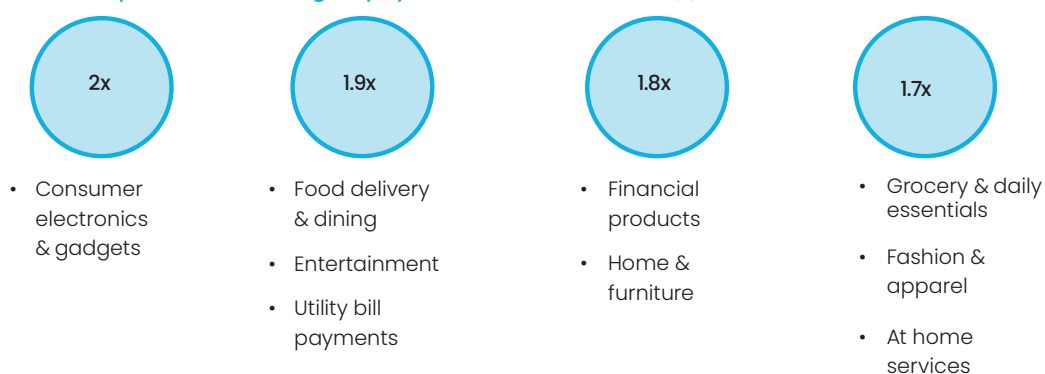 2x
• Consumer
electronics
& gadgets
1.9x
• Food delivery
& dining
• Entertainment
• Utility bill
payments
1.8x
• Financial
products
• Home &
furniture
1.7x
• Grocery & daily
essentials
• Fashion &
apparel
• At home
services